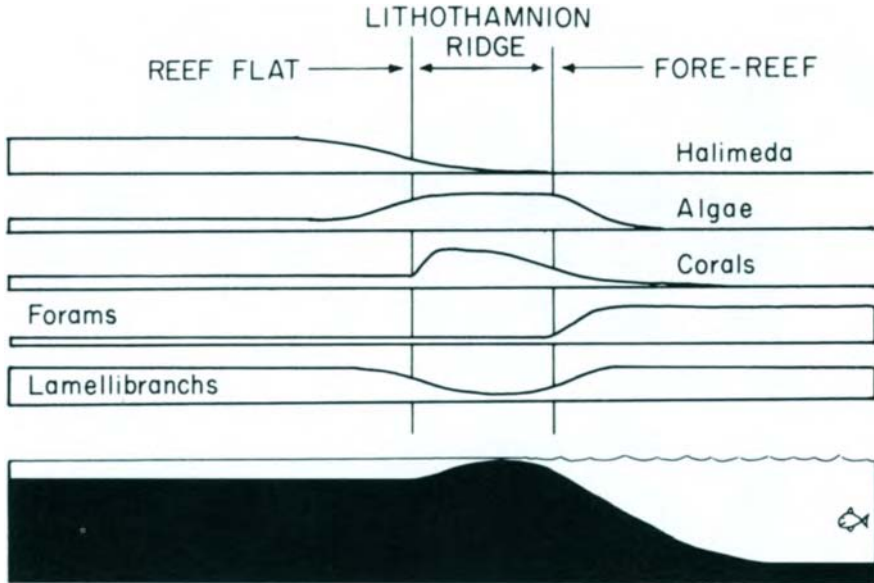 LITHOTHAMNION
RIDGE
REEF FLAT
FORE-REEF
Halimeda
Algae
Corals
Forams
Lamellibranchs